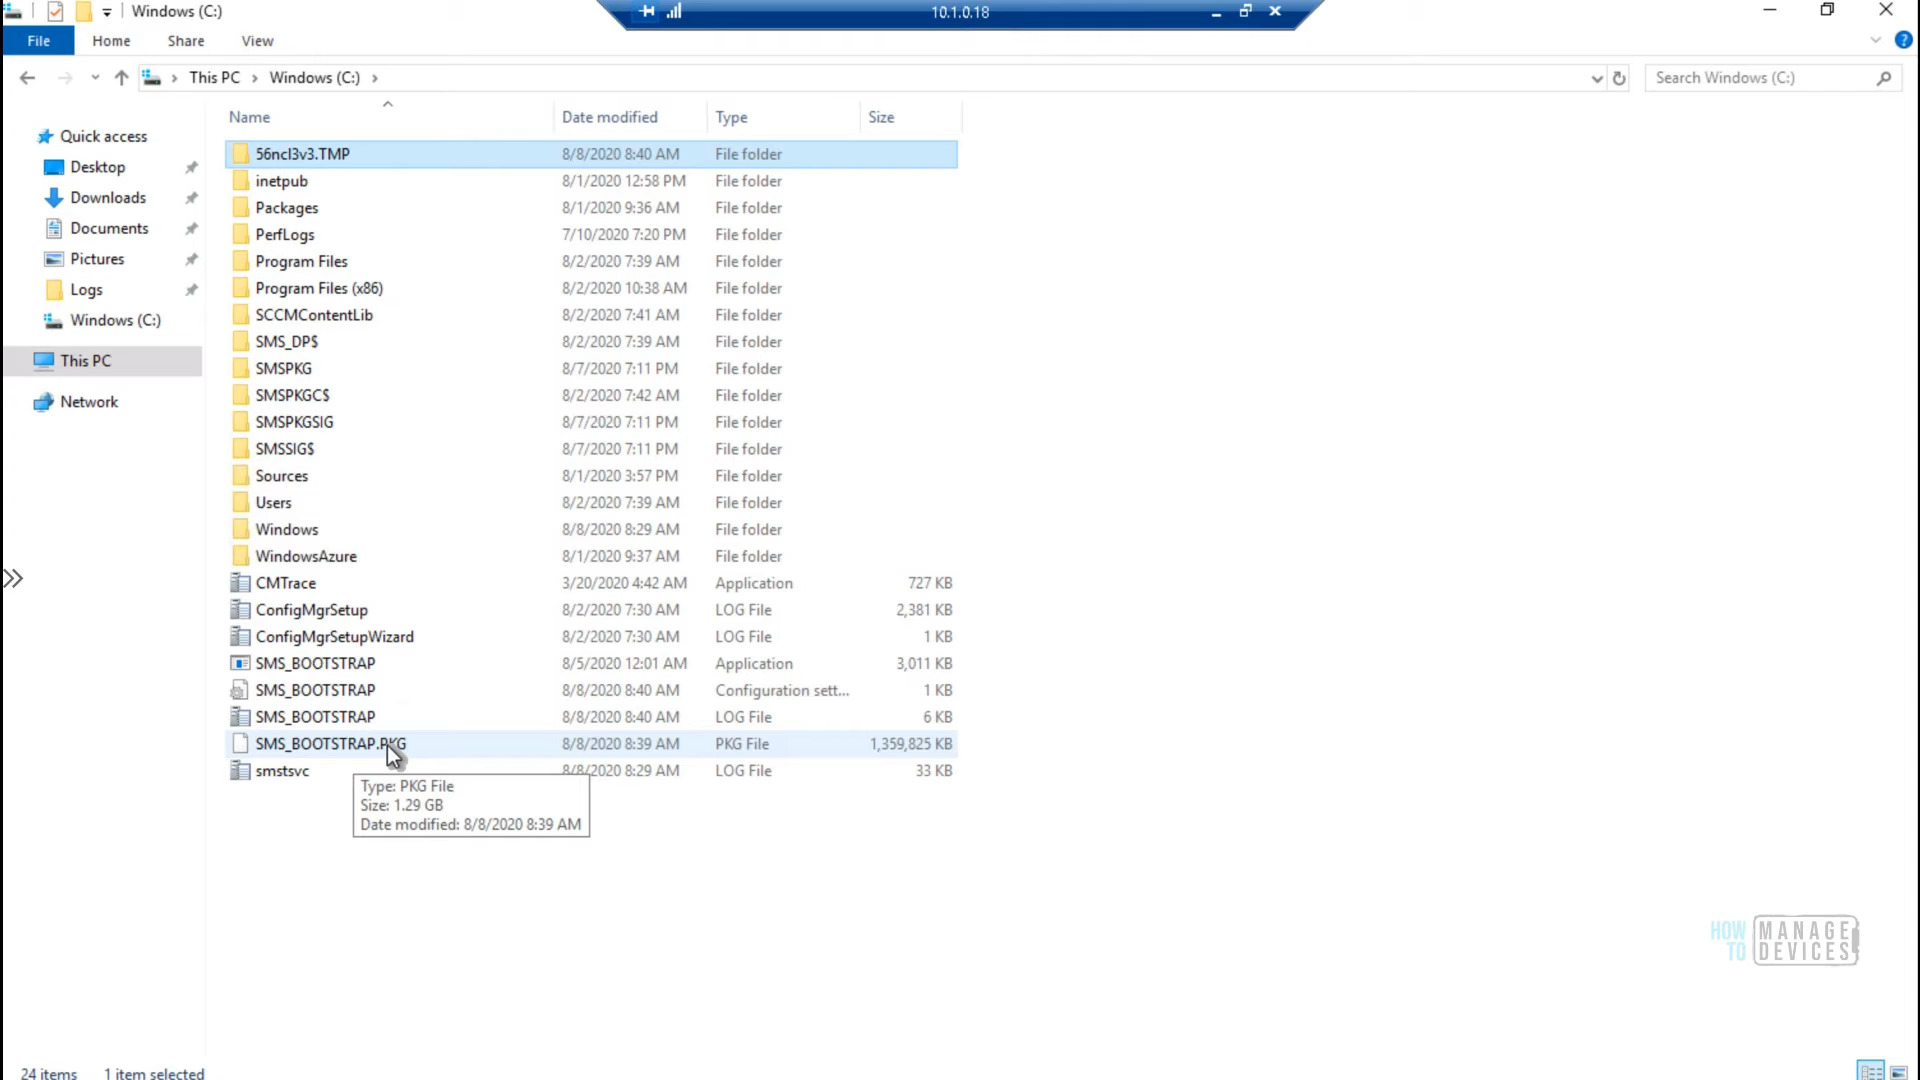 Windows (C:)
10.1.0.18
File Home Share View
This PC > Windows (C:) >
Search Windows (C:)
Name Date modified Type Size
Quick access
Desktop
Downloads
Documents
Pictures
Logs
Windows (C:)
This PC
Network
56ncl3v3.TMP 8/8/2020 8:40 AM File folder
inetpub 8/1/2020 12:58 PM File folder
Packages 8/1/2020 9:36 AM File folder
PerfLogs 7/10/2020 7:20 PM File folder
Program Files 8/2/2020 7:39 AM File folder
Program Files (x86) 8/2/2020 10:38 AM File folder
SCCMContentLib 8/2/2020 7:41 AM File folder
SMS_DP$ 8/2/2020 7:39 AM File folder
SMSPKG 8/7/2020 7:11 PM File folder
SMSPKGC$ 8/2/2020 7:42 AM File folder
SMSPKGSIG 8/7/2020 7:11 PM File folder
SMSSIG$ 8/7/2020 7:11 PM File folder
Sources 8/1/2020 3:57 PM File folder
Users 8/2/2020 7:39 AM File folder
Windows 8/8/2020 8:29 AM File folder
WindowsAzure 8/1/2020 9:37 AM File folder
CMTrace 3/20/2020 4:42 AM Application 727 KB
ConfigMgrSetup 8/2/2020 7:30 AM LOG File 2,381 KB
ConfigMgrSetupWizard 8/2/2020 7:30 AM LOG File 1 KB
SMS_BOOTSTRAP 8/5/2020 12:01 AM Application 3,011 KB
SMS_BOOTSTRAP 8/8/2020 8:40 AM Configuration sett... 1 KB
SMS_BOOTSTRAP 8/8/2020 8:40 AM LOG File 6 KB
SMS_BOOTSTRAP.PKG 8/8/2020 8:39 AM PKG File 1,359,825 KB
smstsvc 8/8/2020 8:29 AM LOG File 33 KB
Type: PKG File
Size: 1.29 GB
Date modified: 8/8/2020 8:39 AM
HOW TO
MANAGE
DEVICES
24 items 1 item selected